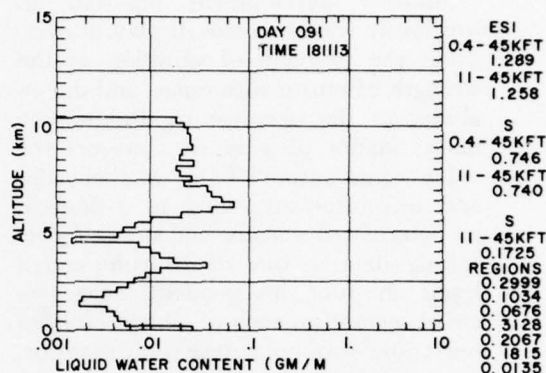 DAY 091
TIME 181113
15
10
5
0
ALTITUDE (km)
.001
.01
.1
1.
10
LIQUID WATER CONTENT (GM/M
ESI
0.4-45KFT
1.289
11-45KFT
1.258
S
0.4-45KFT
0.746
11-45KFT
0.740
S
11-45KFT
0.1725
REGIONS
0.2999
0.1034
0.0676
0.3128
0.2067
0.1815
0.0135